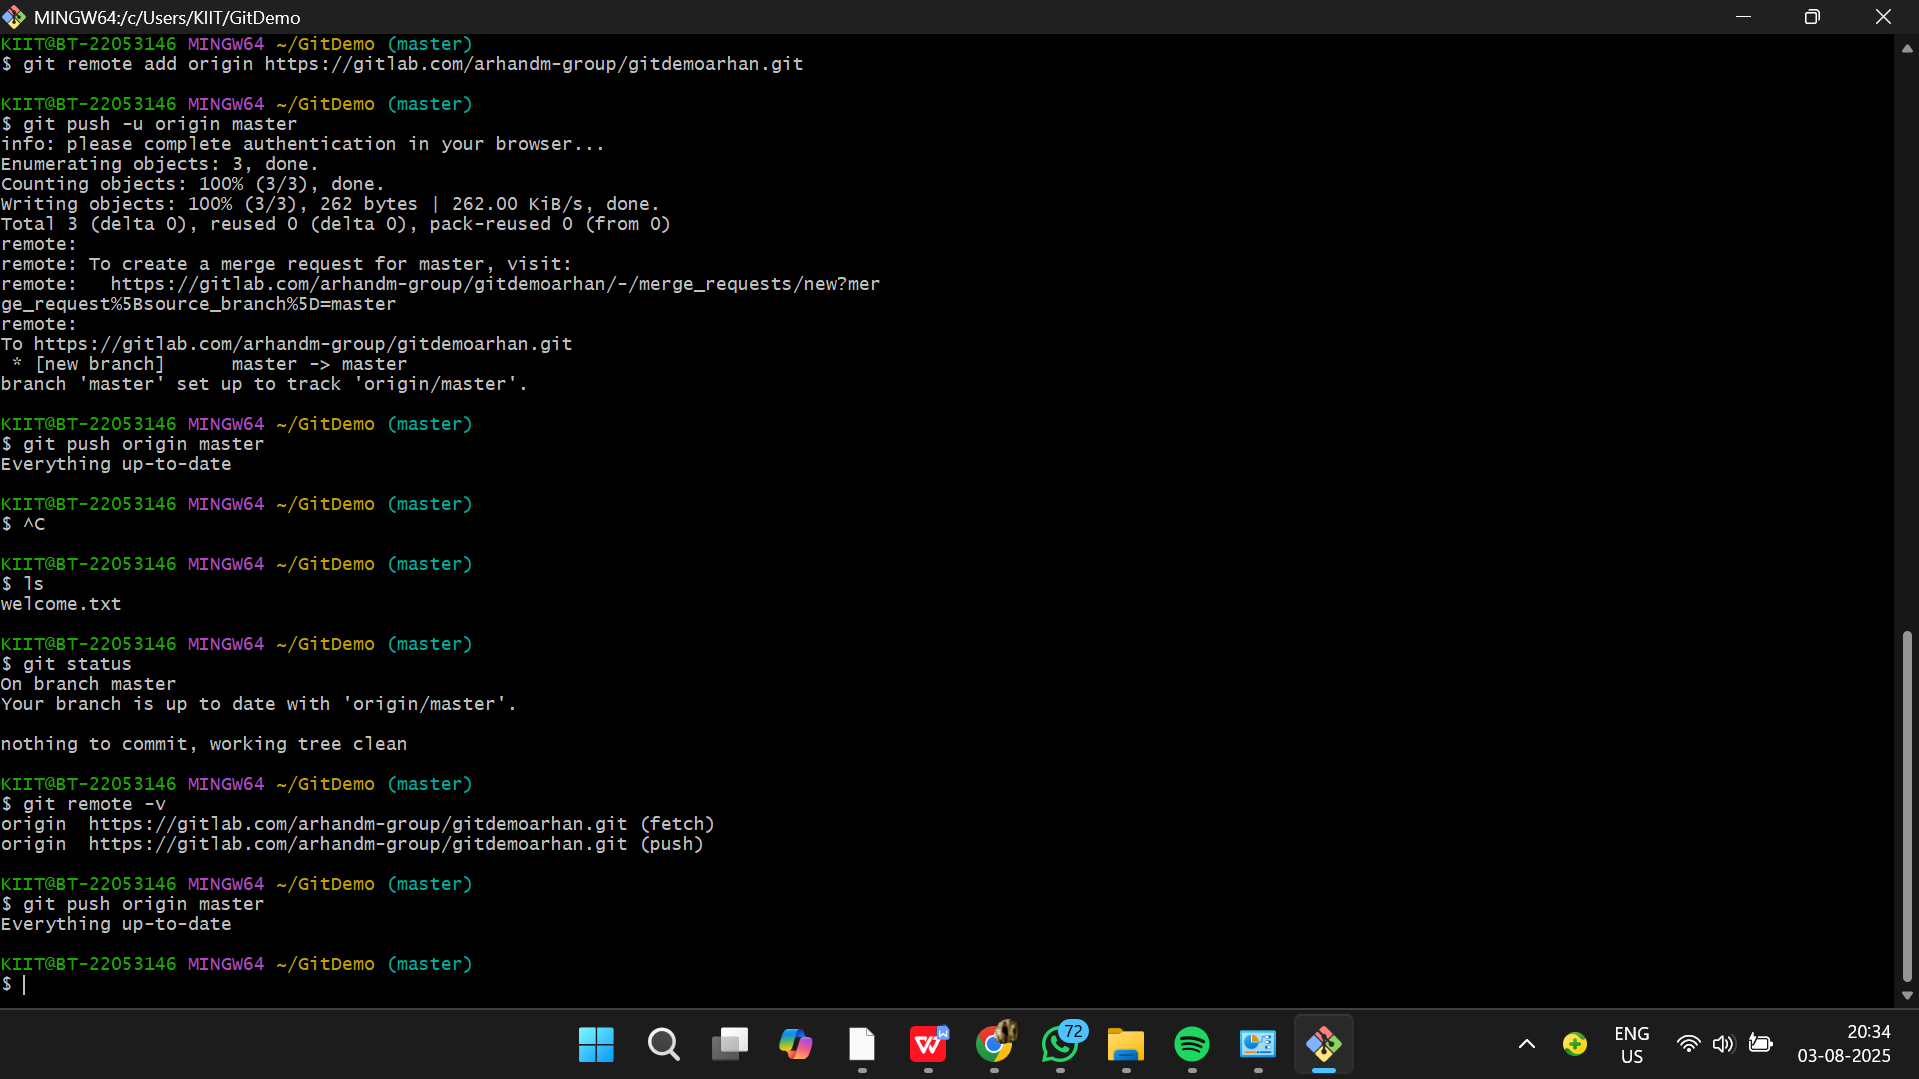 MINGW64:/c/Users/KIIT/GitDemo
KIIT@BT-22053146 MINGW64 ~/GitDemo (master)
$ git remote add origin https://gitlab.com/arhandm-group/gitdemoarhan.git
KIIT@BT-22053146 MINGW64 ~/GitDemo (master)
$ git push -u origin master
info: please complete authentication in your browser...
Enumerating objects: 3, done.
Counting objects: 100% (3/3), done.
Writing objects: 100% (3/3), 262 bytes | 262.00 KiB/s, done.
Total 3 (delta 0), reused 0 (delta 0), pack-reused 0 (from 0)
remote:
remote: To create a merge request for master, visit:
remote:   https://gitlab.com/arhandm-group/gitdemoarhan/-/merge_requests/new?mer
ge_request%5Bsource_branch%5D=master
remote:
To https://gitlab.com/arhandm-group/gitdemoarhan.git
 * [new branch]      master -> master
branch 'master' set up to track 'origin/master'.
KIIT@BT-22053146 MINGW64 ~/GitDemo (master)
$ git push origin master
Everything up-to-date
KIIT@BT-22053146 MINGW64 ~/GitDemo (master)
$ ^C
KIIT@BT-22053146 MINGW64 ~/GitDemo (master)
$ ls
welcome.txt
KIIT@BT-22053146 MINGW64 ~/GitDemo (master)
$ git status
On branch master
Your branch is up to date with 'origin/master'.
nothing to commit, working tree clean
KIIT@BT-22053146 MINGW64 ~/GitDemo (master)
$ git remote -v
origin  https://gitlab.com/arhandm-group/gitdemoarhan.git (fetch)
origin  https://gitlab.com/arhandm-group/gitdemoarhan.git (push)
KIIT@BT-22053146 MINGW64 ~/GitDemo (master)
$ git push origin master
Everything up-to-date
KIIT@BT-22053146 MINGW64 ~/GitDemo (master)
$
72
ENG
US
20:34
03-08-2025